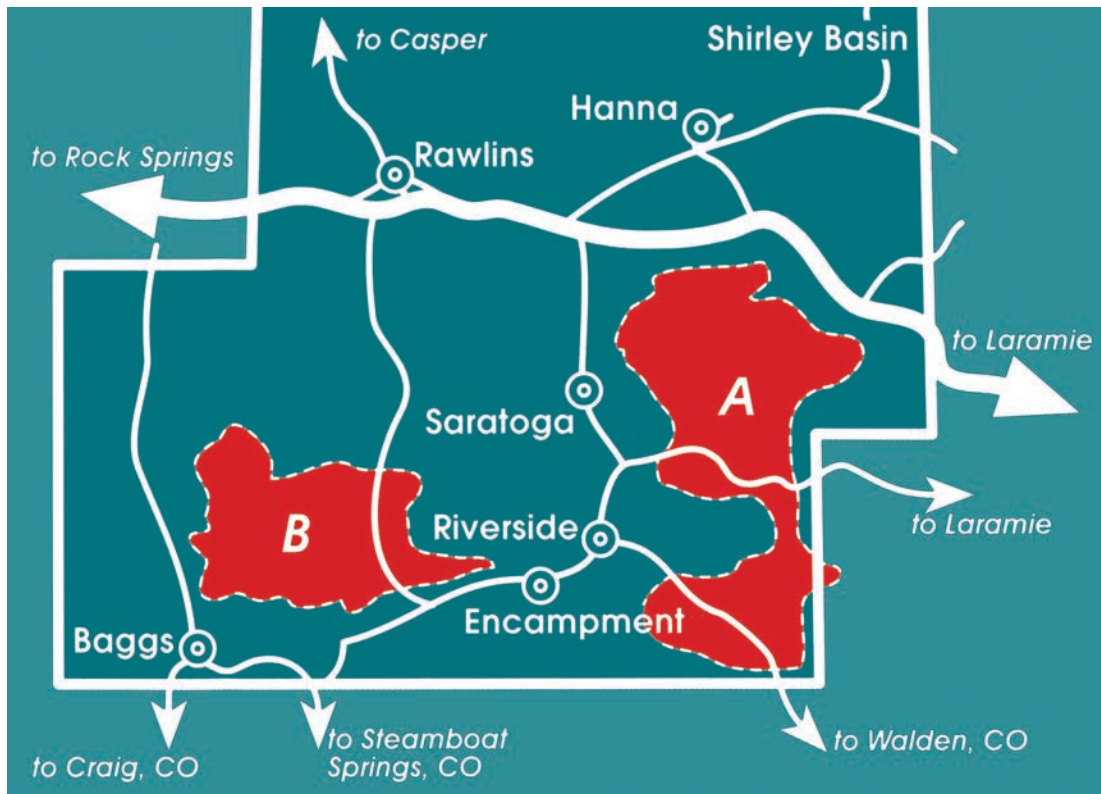 to Casper
Shirley Basin
Hanna
to Rock Springs
Rawlins
to Laramie
A
Saratoga
B
Riverside
to Laramie
Encampment
Baggs
to Steamboat
Springs, CO
to Walden, CO
to Craig, CO